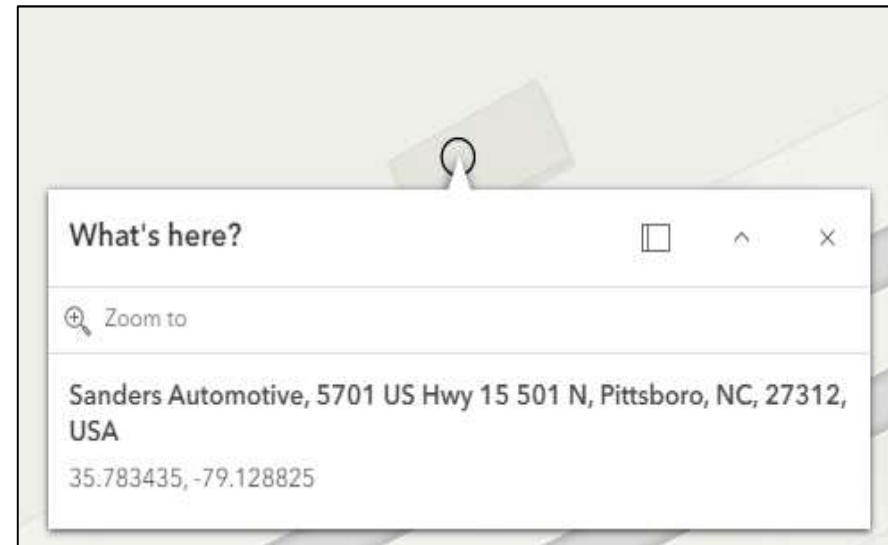 What's here?
Zoom to
Sanders Automotive, 5701 US Hwy 15 501 N, Pittsboro, NC, 27312,
USA
35.783435, -79.128825